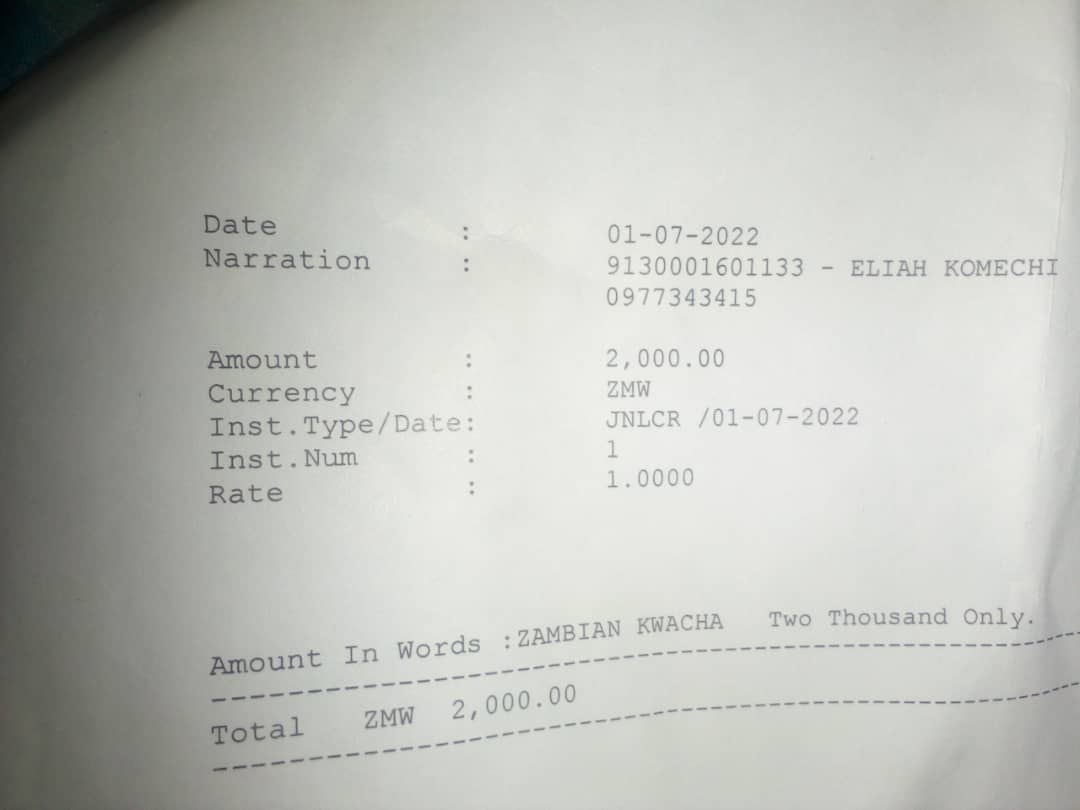 Date : 01-07-2022
Narration : 9130001601133 - ELIAH KOMECHI
0977343415
Amount : 2,000.00
Currency : ZMW
Inst.Type/Date: JNLCR /01-07-2022
Inst.Num : 1
Rate : 1.0000
Amount In Words :ZAMBIAN KWACHA Two Thousand Only.
Total ZMW 2,000.00